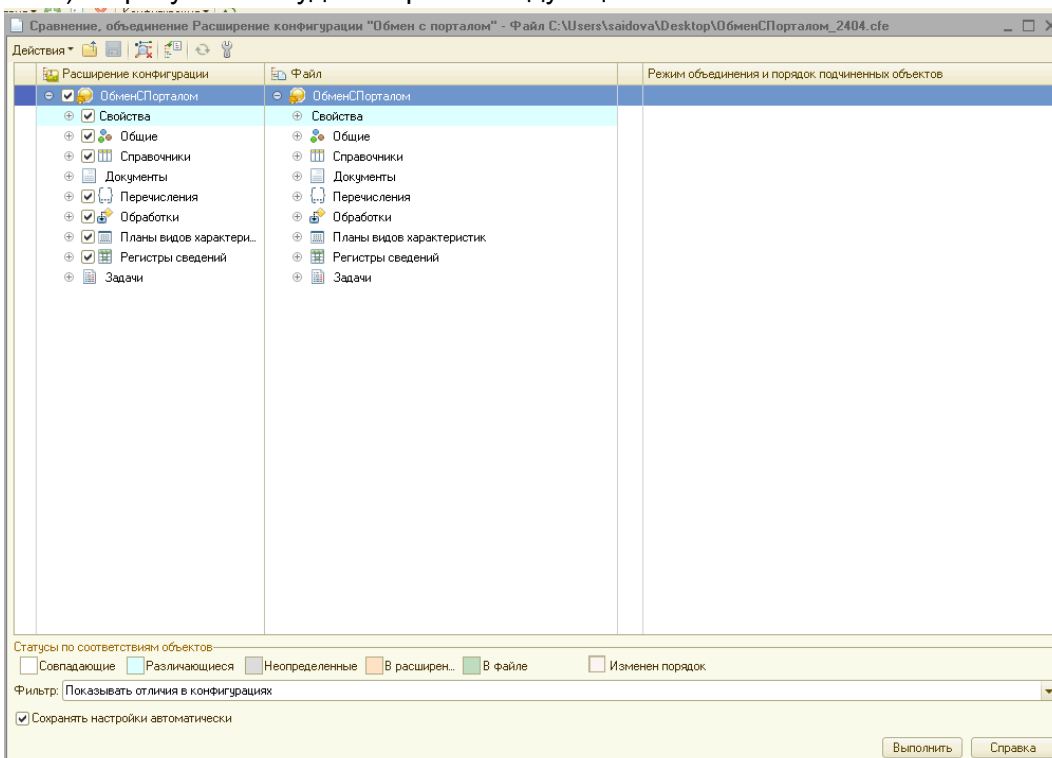 Сравнение, объединение Расширение конфигурации "Обмен с порталом" - Файл C:\Users\saidova\Desktop\ОбменСПорталом_2404.cfe
Действия
Расширение конфигурации Файл Режим объединения и порядок подчиненных объектов
ОбменСПорталом ОбменСПорталом
Свойства Свойства
Общие Общие
Справочники Справочники
Документы Документы
Перечисления Перечисления
Обработки Обработки
Планы видов характери... Планы видов характеристик
Регистры сведений Регистры сведений
Задачи Задачи
Статусы по соответствиям объектов
Совпадающие Различающиеся Неопределенные В расширен... В файле Изменен порядок
Фильтр: Показывать отличия в конфигурациях
Сохранять настройки автоматически
Выполнить Справка